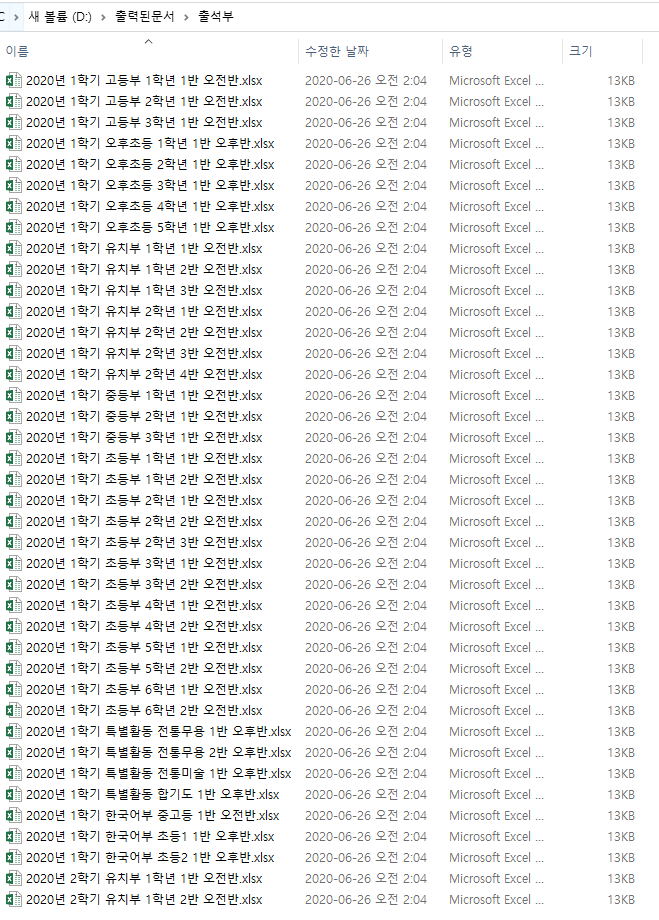 C > 새 볼륨 (D:) > 출력된문서 > 출석부
이름 수정한 날짜 유형 크기
2020년 1학기 고등부 1학년 1반 오전반.xlsx 2020-06-26 오전 2:04 Microsoft Excel ... 13KB
2020년 1학기 고등부 2학년 1반 오전반.xlsx 2020-06-26 오전 2:04 Microsoft Excel ... 13KB
2020년 1학기 고등부 3학년 1반 오전반.xlsx 2020-06-26 오전 2:04 Microsoft Excel ... 13KB
2020년 1학기 오후초등 1학년 1반 오후반.xlsx 2020-06-26 오전 2:04 Microsoft Excel ... 13KB
2020년 1학기 오후초등 2학년 1반 오후반.xlsx 2020-06-26 오전 2:04 Microsoft Excel ... 13KB
2020년 1학기 오후초등 3학년 1반 오후반.xlsx 2020-06-26 오전 2:04 Microsoft Excel ... 13KB
2020년 1학기 오후초등 4학년 1반 오후반.xlsx 2020-06-26 오전 2:04 Microsoft Excel ... 13KB
2020년 1학기 오후초등 5학년 1반 오후반.xlsx 2020-06-26 오전 2:04 Microsoft Excel ... 13KB
2020년 1학기 유치부 1학년 1반 오전반.xlsx 2020-06-26 오전 2:04 Microsoft Excel ... 13KB
2020년 1학기 유치부 1학년 2반 오전반.xlsx 2020-06-26 오전 2:04 Microsoft Excel ... 13KB
2020년 1학기 유치부 1학년 3반 오전반.xlsx 2020-06-26 오전 2:04 Microsoft Excel ... 13KB
2020년 1학기 유치부 2학년 1반 오전반.xlsx 2020-06-26 오전 2:04 Microsoft Excel ... 13KB
2020년 1학기 유치부 2학년 2반 오전반.xlsx 2020-06-26 오전 2:04 Microsoft Excel ... 13KB
2020년 1학기 유치부 2학년 3반 오전반.xlsx 2020-06-26 오전 2:04 Microsoft Excel ... 13KB
2020년 1학기 유치부 2학년 4반 오전반.xlsx 2020-06-26 오전 2:04 Microsoft Excel ... 13KB
2020년 1학기 중등부 1학년 1반 오전반.xlsx 2020-06-26 오전 2:04 Microsoft Excel ... 13KB
2020년 1학기 중등부 2학년 1반 오전반.xlsx 2020-06-26 오전 2:04 Microsoft Excel ... 13KB
2020년 1학기 중등부 3학년 1반 오전반.xlsx 2020-06-26 오전 2:04 Microsoft Excel ... 13KB
2020년 1학기 초등부 1학년 1반 오전반.xlsx 2020-06-26 오전 2:04 Microsoft Excel ... 13KB
2020년 1학기 초등부 1학년 2반 오전반.xlsx 2020-06-26 오전 2:04 Microsoft Excel ... 13KB
2020년 1학기 초등부 2학년 1반 오전반.xlsx 2020-06-26 오전 2:04 Microsoft Excel ... 13KB
2020년 1학기 초등부 2학년 2반 오전반.xlsx 2020-06-26 오전 2:04 Microsoft Excel ... 13KB
2020년 1학기 초등부 2학년 3반 오전반.xlsx 2020-06-26 오전 2:04 Microsoft Excel ... 13KB
2020년 1학기 초등부 3학년 1반 오전반.xlsx 2020-06-26 오전 2:04 Microsoft Excel ... 13KB
2020년 1학기 초등부 3학년 2반 오전반.xlsx 2020-06-26 오전 2:04 Microsoft Excel ... 13KB
2020년 1학기 초등부 4학년 1반 오전반.xlsx 2020-06-26 오전 2:04 Microsoft Excel ... 13KB
2020년 1학기 초등부 4학년 2반 오전반.xlsx 2020-06-26 오전 2:04 Microsoft Excel ... 13KB
2020년 1학기 초등부 5학년 1반 오전반.xlsx 2020-06-26 오전 2:04 Microsoft Excel ... 13KB
2020년 1학기 초등부 5학년 2반 오전반.xlsx 2020-06-26 오전 2:04 Microsoft Excel ... 13KB
2020년 1학기 초등부 6학년 1반 오전반.xlsx 2020-06-26 오전 2:04 Microsoft Excel ... 13KB
2020년 1학기 초등부 6학년 2반 오전반.xlsx 2020-06-26 오전 2:04 Microsoft Excel ... 13KB
2020년 1학기 특별활동 전통무용 1반 오후반.xlsx 2020-06-26 오전 2:04 Microsoft Excel ... 13KB
2020년 1학기 특별활동 전통무용 2반 오후반.xlsx 2020-06-26 오전 2:04 Microsoft Excel ... 13KB
2020년 1학기 특별활동 전통미술 1반 오후반.xlsx 2020-06-26 오전 2:04 Microsoft Excel ... 13KB
2020년 1학기 특별활동 합기도 1반 오후반.xlsx 2020-06-26 오전 2:04 Microsoft Excel ... 13KB
2020년 1학기 한국어부 중고등 1반 오전반.xlsx 2020-06-26 오전 2:04 Microsoft Excel ... 13KB
2020년 1학기 한국어부 초등1 1반 오후반.xlsx 2020-06-26 오전 2:04 Microsoft Excel ... 13KB
2020년 1학기 한국어부 초등2 1반 오후반.xlsx 2020-06-26 오전 2:04 Microsoft Excel ... 13KB
2020년 2학기 유치부 1학년 1반 오전반.xlsx 2020-06-26 오전 2:04 Microsoft Excel ... 13KB
2020년 2학기 유치부 1학년 2반 오전반.xlsx 2020-06-26 오전 2:04 Microsoft Excel ... 13KB